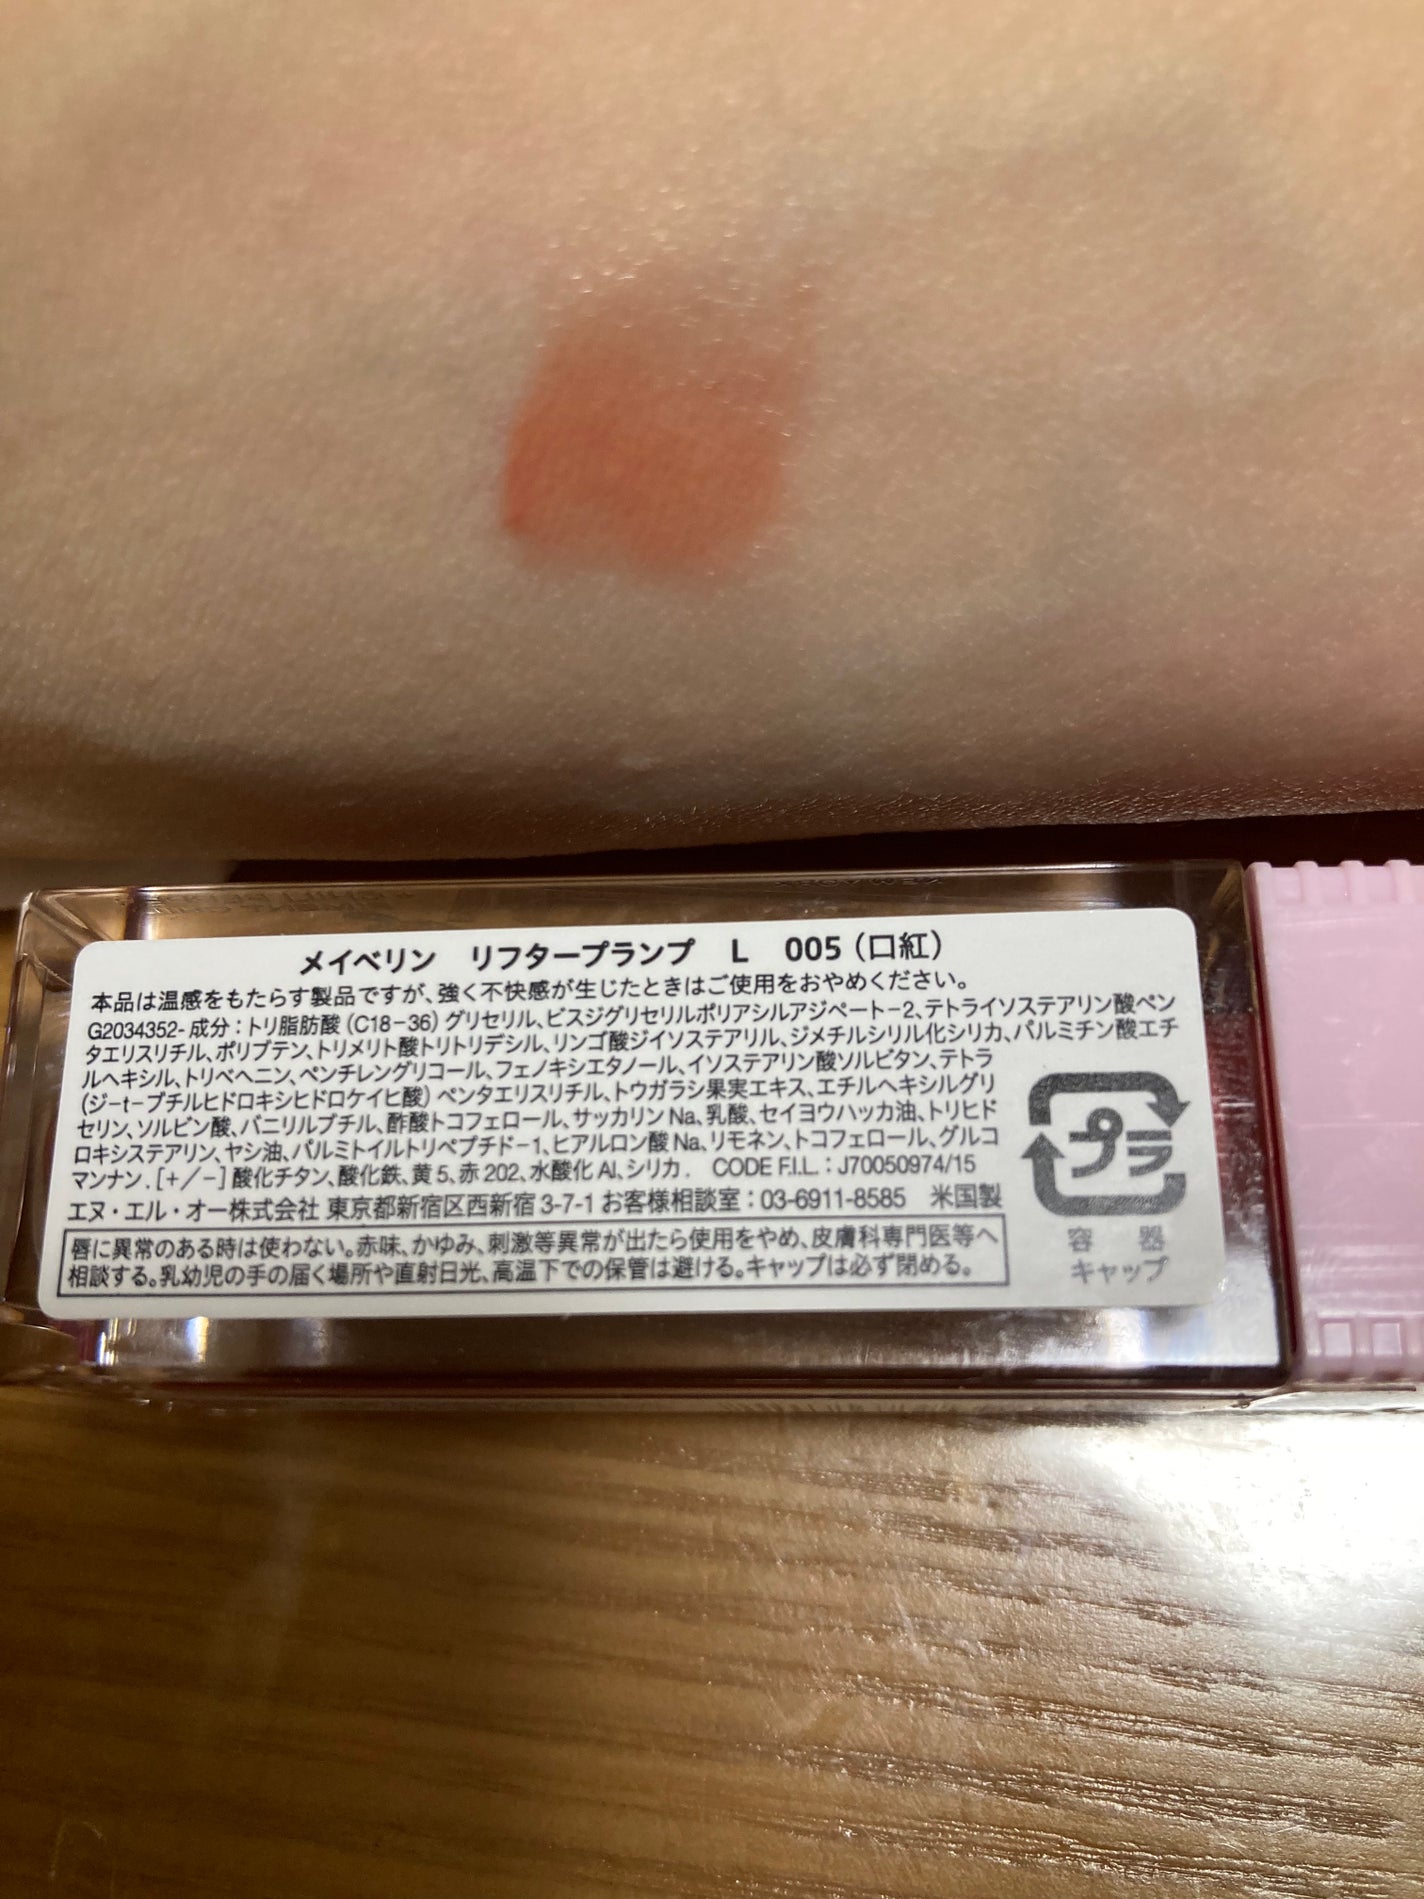 メイベリン リフタープランプ L 005（口紅）
本品は温感をもたらす製品ですが、強く不快感が生じたときはご使用をおやめください。
G2034352- 成分：トリ脂肪酸（C18-36）グリセリル、ビスジグリセリルポリアシルアジペート-2、テトライソステアリン酸ペン
タエリスリチル、ポリブテン、トリメリト酸トリトリデシル、リンゴ酸ジイソステアリル、ジメチルシリル化シリカ、パルミチン酸エチ
ルヘキシル、トリベヘニン、ペンチレングリコール、フェノキシエタノール、イソステアリン酸ソルビタン、テトラ
（ジ-t-ブチルヒドロキシヒドロケイヒ酸）ペンタエリスリチル、トウガラシ果実エキス、エチルヘキシルグリ
セリン、ソルビン酸、バニリルブチル、酢酸トコフェロール、サッカリンNa、乳酸、セイヨウハッカ油、トリヒド
ロキシステアリン、ヤシ油、パルミトイルトリペプチド-1、ヒアルロン酸Na、リモネン、トコフェロール、グルコ
マンナン．[+/-] 酸化チタン、酸化鉄、黄5、赤202、水酸化Al、シリカ． CODE F.I.L.：J70050974/15
エヌ・エル・オー株式会社 東京都新宿区西新宿3-7-1 お客様相談室：03-6911-8585 米国製
唇に異常のある時は使わない。赤味、かゆみ、刺激等異常が出たら使用をやめ、皮膚科専門医等へ
相談する。乳幼児の手の届く場所や直射日光、高温下での保管は避ける。キャップは必ず閉める。
プラ
容 器
キャップ